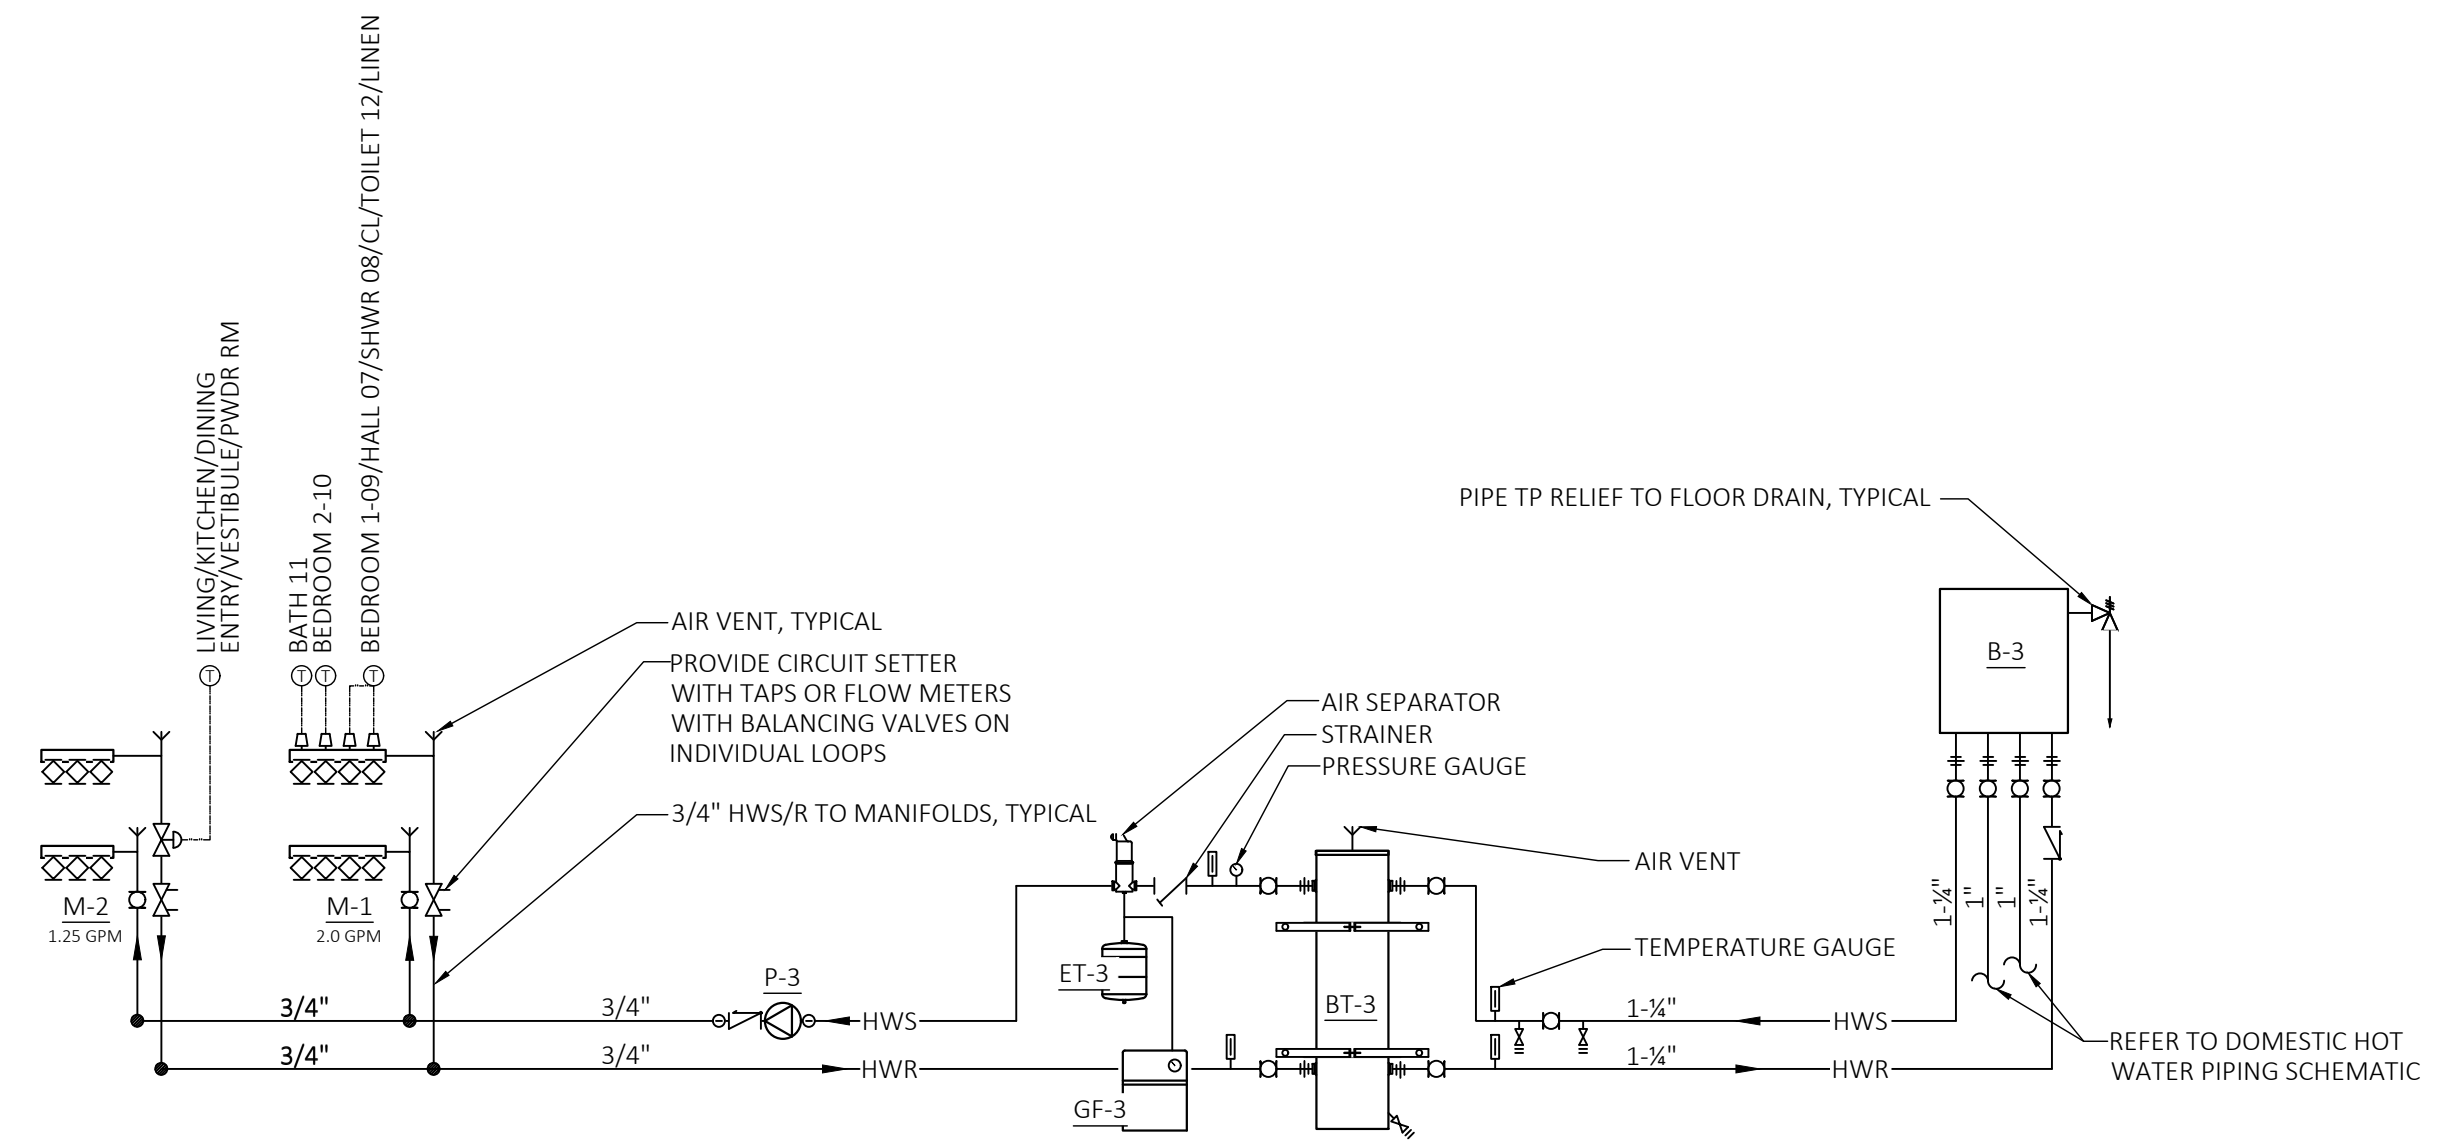 LIVING/KITCHEN/DINING
ENTRY/VESTIBULE/PWDR RM
BATH 11
BEDROOM 2-10
BEDROOM 1-09/HALL 07/SHWR 08/CL/TOILET 12/LINEN
T
T
T
T
AIR VENT, TYPICAL
PROVIDE CIRCUIT SETTER
WITH TAPS OR FLOW METERS
WITH BALANCING VALVES ON
INDIVIDUAL LOOPS
3/4" HWS/R TO MANIFOLDS, TYPICAL
M-2
1.25 GPM
M-1
2.0 GPM
3/4"
3/4"
P-3
HWS
3/4"
3/4"
HWR
AIR SEPARATOR
STRAINER
PRESSURE GAUGE
ET-3
GF-3
BT-3
AIR VENT
TEMPERATURE GAUGE
1-¼"
HWS
1-¼"
HWR
PIPE TP RELIEF TO FLOOR DRAIN, TYPICAL
B-3
1-¼"
1"
1"
1-¼"
REFER TO DOMESTIC HOT
WATER PIPING SCHEMATIC